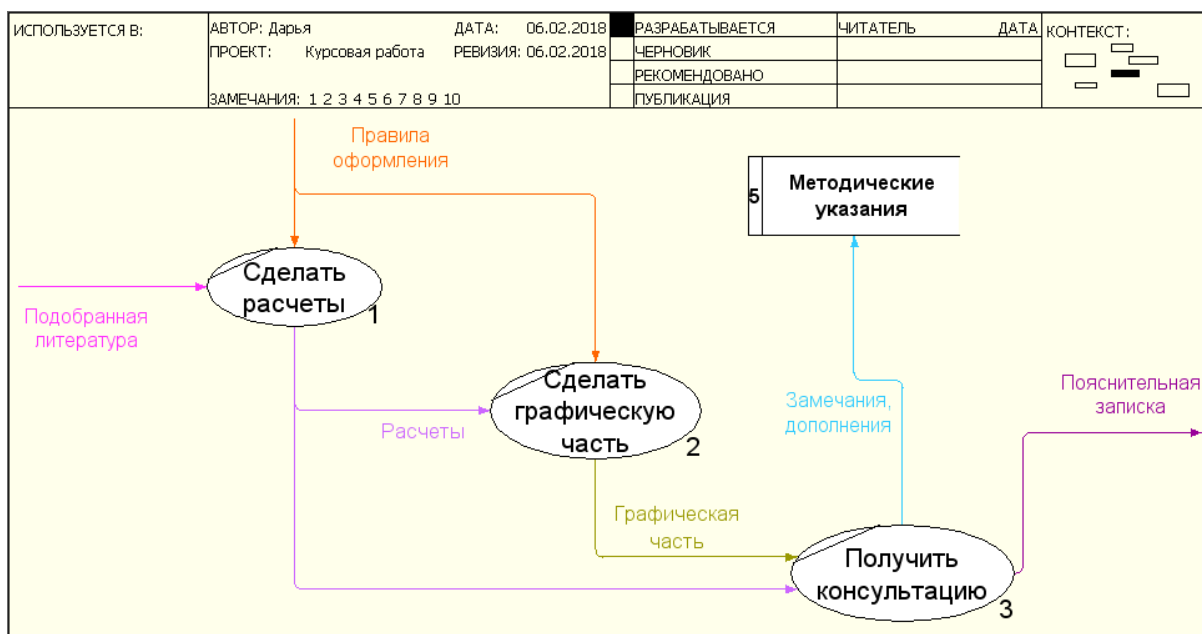 ИСПОЛЬЗУЕТСЯ В:
АВТОР: Дарья ДАТА: 06.02.2018
ПРОЕКТ: Курсовая работа РЕВИЗИЯ: 06.02.2018
ЗАМЕЧАНИЯ: 1 2 3 4 5 6 7 8 9 10
РАЗРАБАТЫВАЕТСЯ
ЧЕРНОВИК
РЕКОМЕНДОВАНО
ПУБЛИКАЦИЯ
ЧИТАТЕЛЬ ДАТА
КОНТЕКСТ:
Правила
оформления
5
Методические
указания
Сделать
расчеты
1
Подобранная
литература
Сделать
графическую
часть
2
Расчеты
Замечания,
дополнения
Пояснительная
записка
Графическая
часть
Получить
консультацию
3